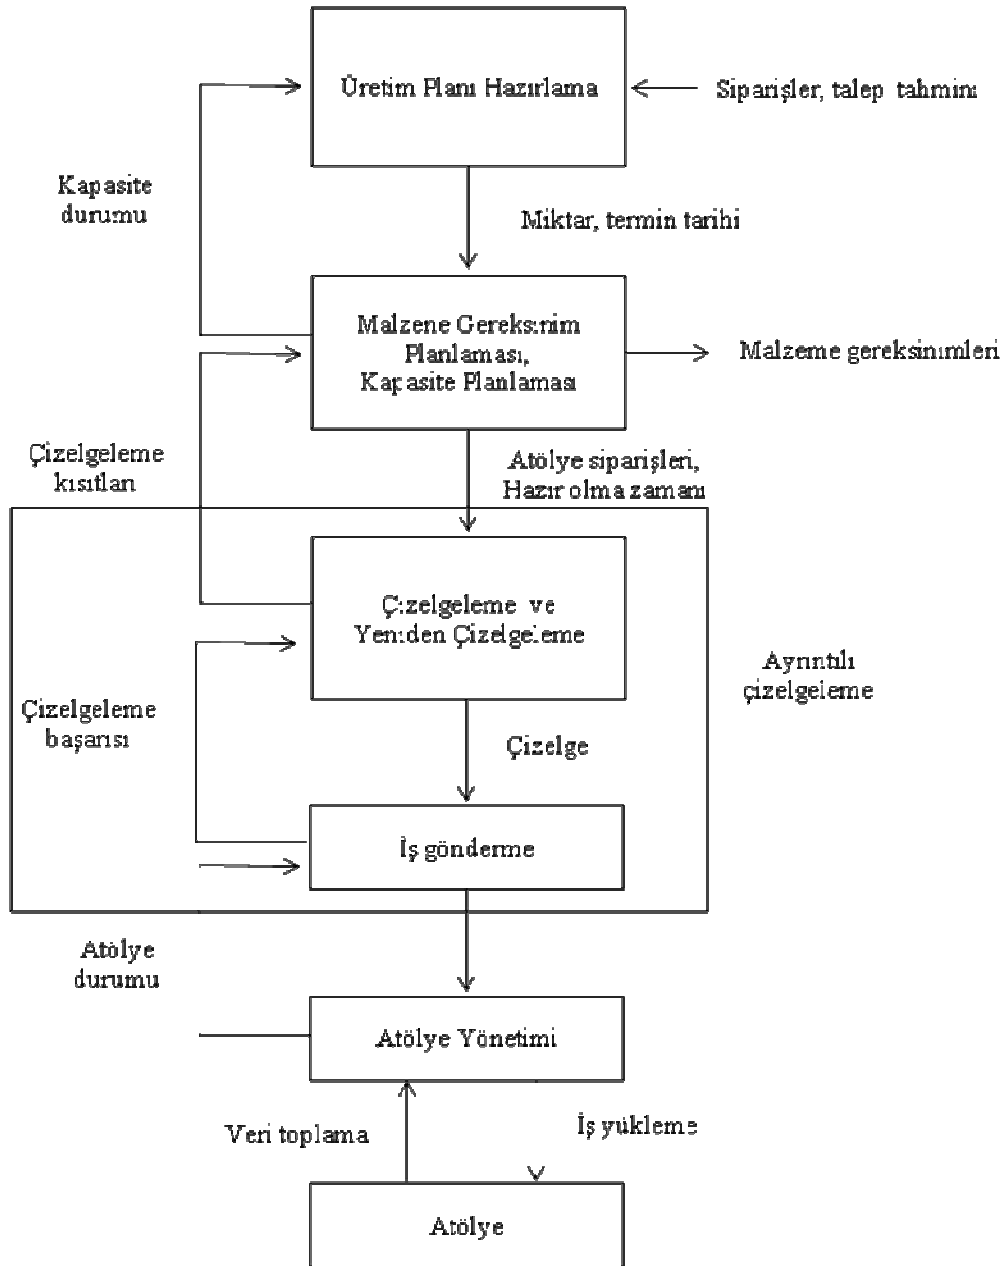 Üretim Planı Hazırlama
Siparişler, talep tahmini
Kapasite
durumu
Miktar, termin tarihi
Malzene Gereksinim
Planlaması,
Kapasite Planlaması
Malzeme gereksinimleri
Çizelgeleme
kısıtları
Atölye siparişleri,
Hazır olma zamanı
Çizelgeleme ve
Yeniden Çizelgeleme
Ayrıntılı
çizelgeleme
Çizelgeleme
başarısı
Çizelge
İş gönderme
Atölye
durumu
Atölye Yönetimi
Veri toplama
İş yükleme
Atölye